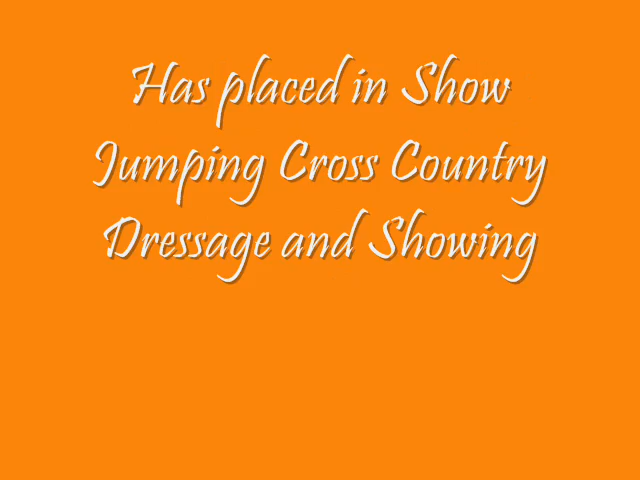 Has placed in Show
Jumping Cross Country
Dressage and Showing